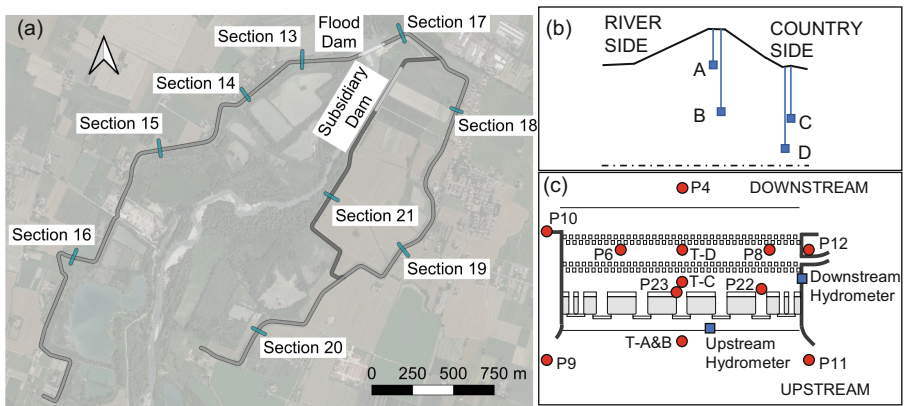 (a)
Section 17
Section 13
Flood
Dam
Section 14
Subsidiary
Dam
Section 15
Section 18
Section 21
Section 16
Section 19
Section 20
0 250 500 750 m
(b)
RIVER
SIDE
COUNTRY
SIDE
A
B
C
D
(c)
P4
DOWNSTREAM
P10
P6
T-D
P8
P12
P23
T-C
P22
Downstream
Hydrometer
T-A&B
Upstream
Hydrometer
P9
P11
UPSTREAM